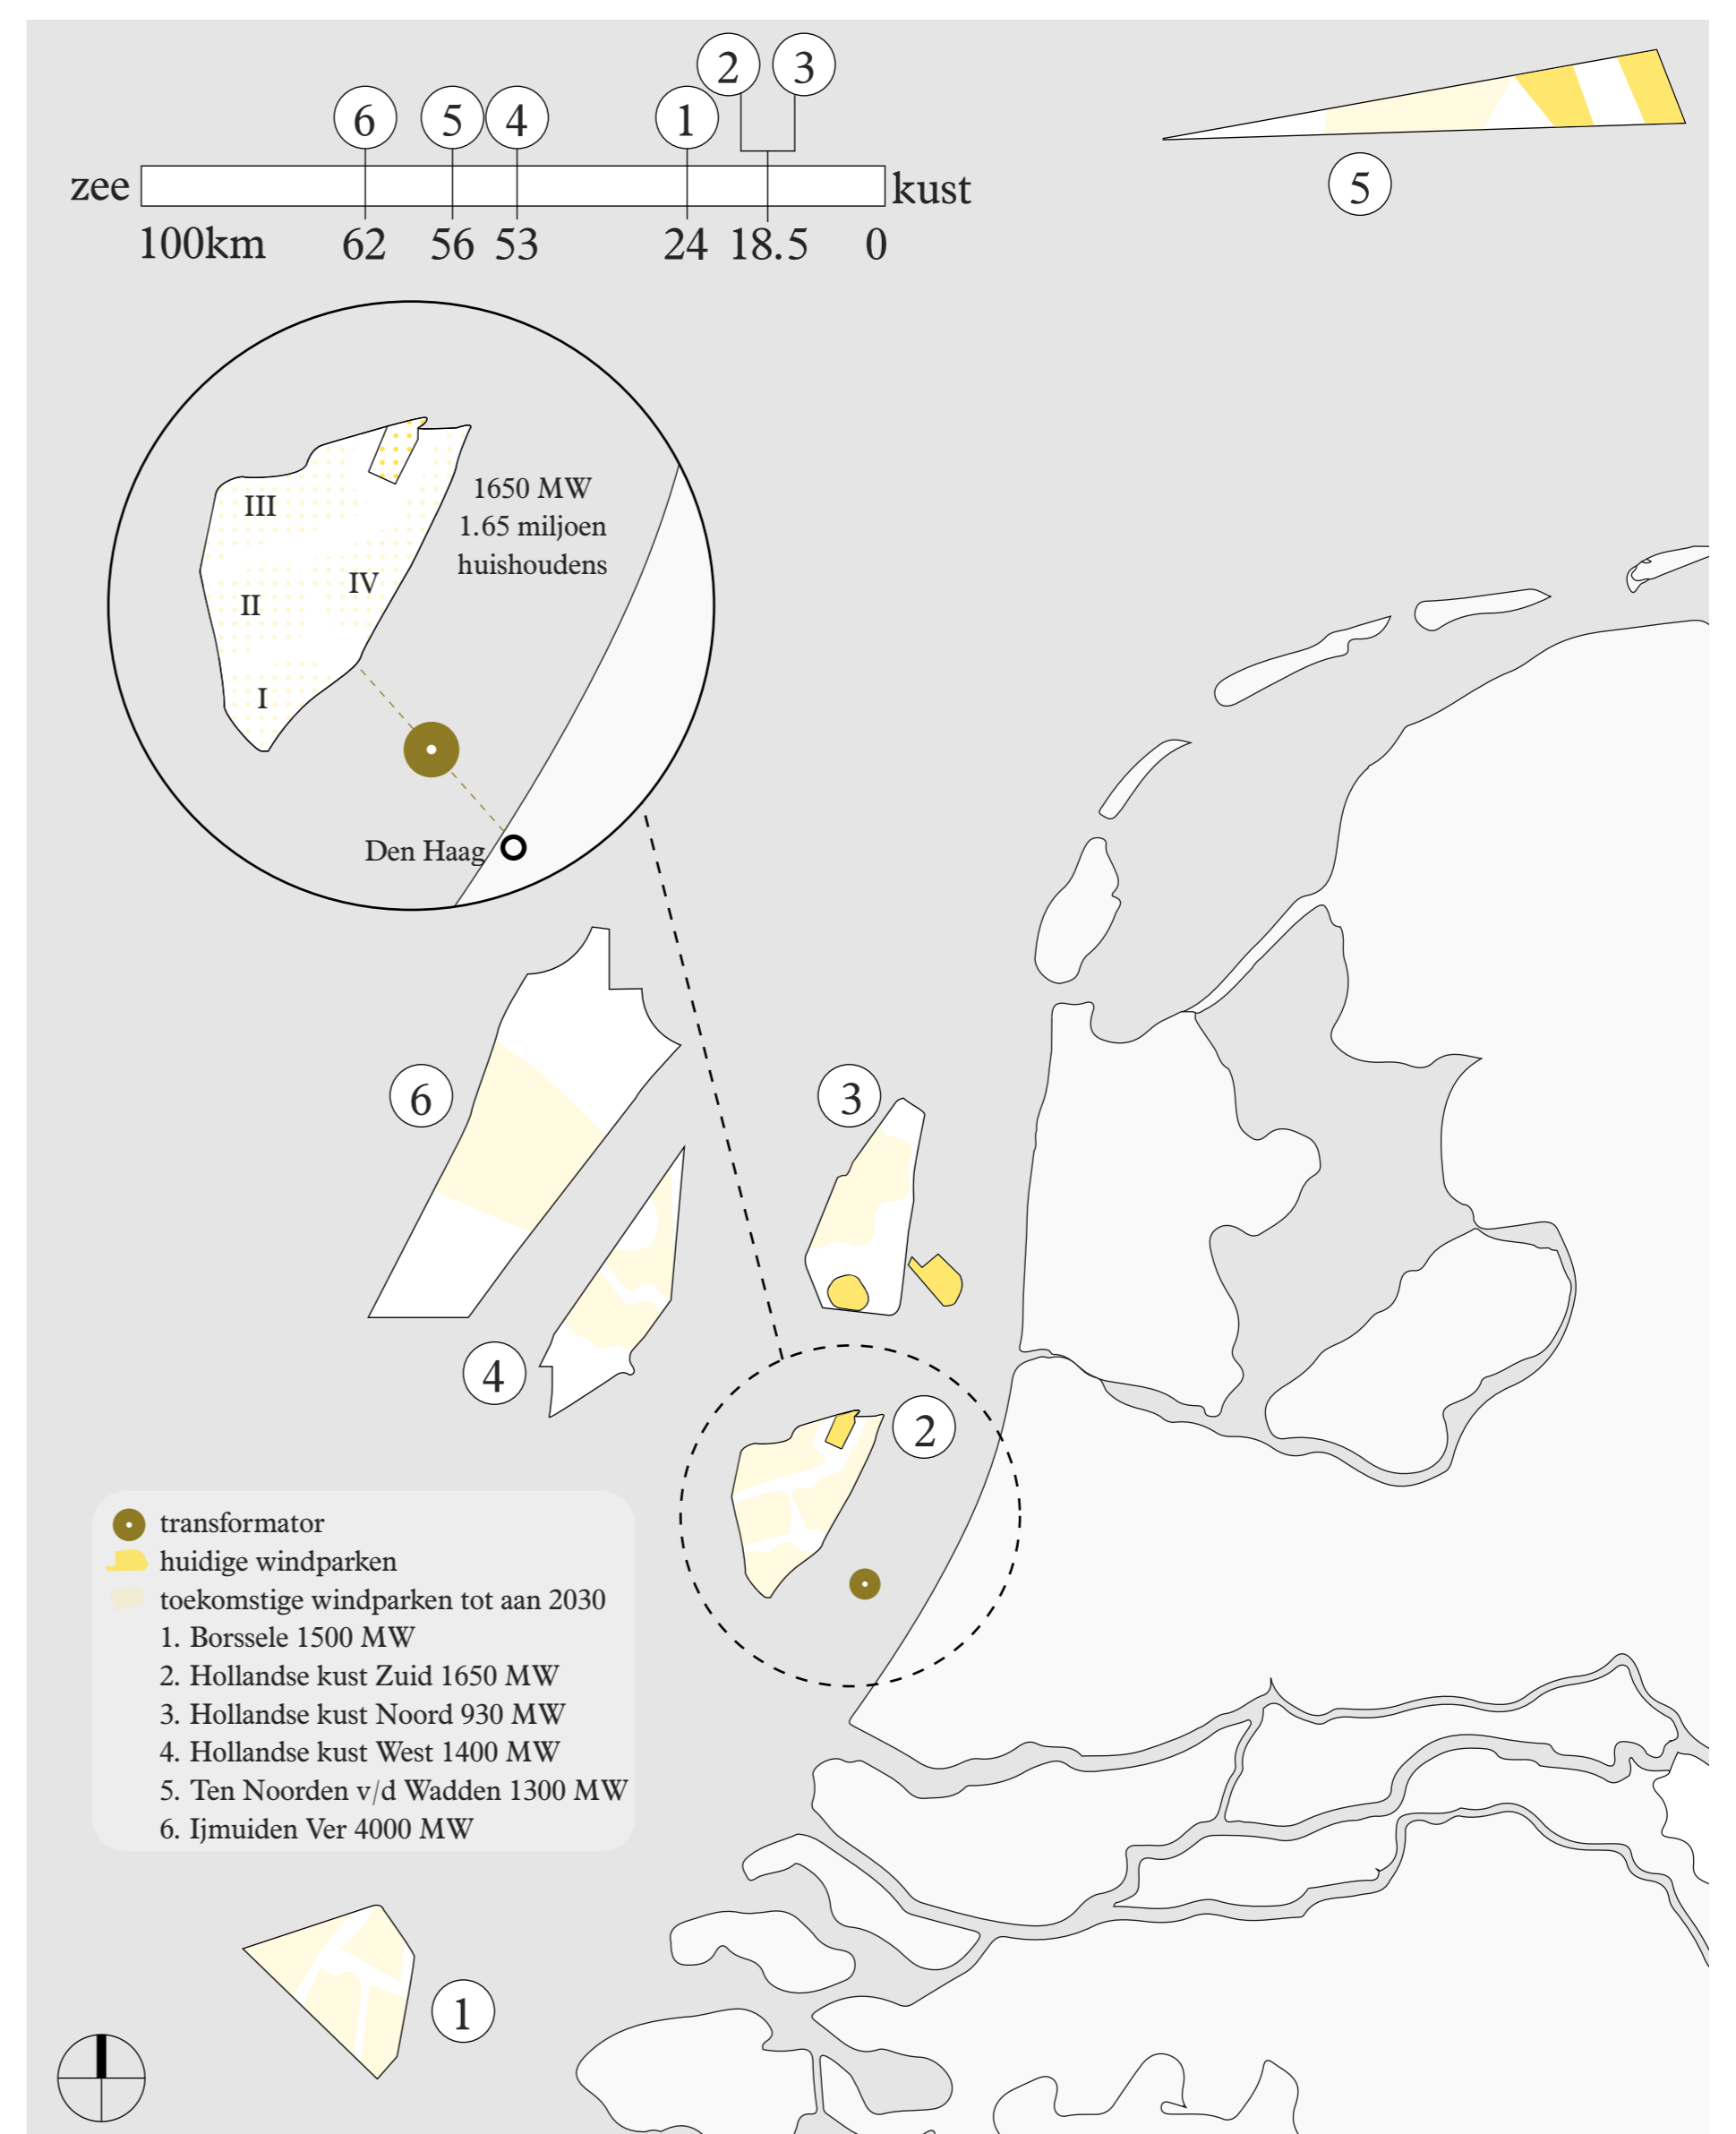 2 3
6 5 4 1
zee kust
100km 62 56 53 24 18.5 0
5
1650 MW
1.65 miljoen
huishoudens
III
IV
II
I
Den Haag
6
3
4
2
transformator
huidige windparken
toekomstige windparken tot aan 2030
1. Borssele 1500 MW
2. Hollandse kust Zuid 1650 MW
3. Hollandse kust Noord 930 MW
4. Hollandse kust West 1400 MW
5. Ten Noorden v/d Wadden 1300 MW
6. Ijmuiden Ver 4000 MW
1